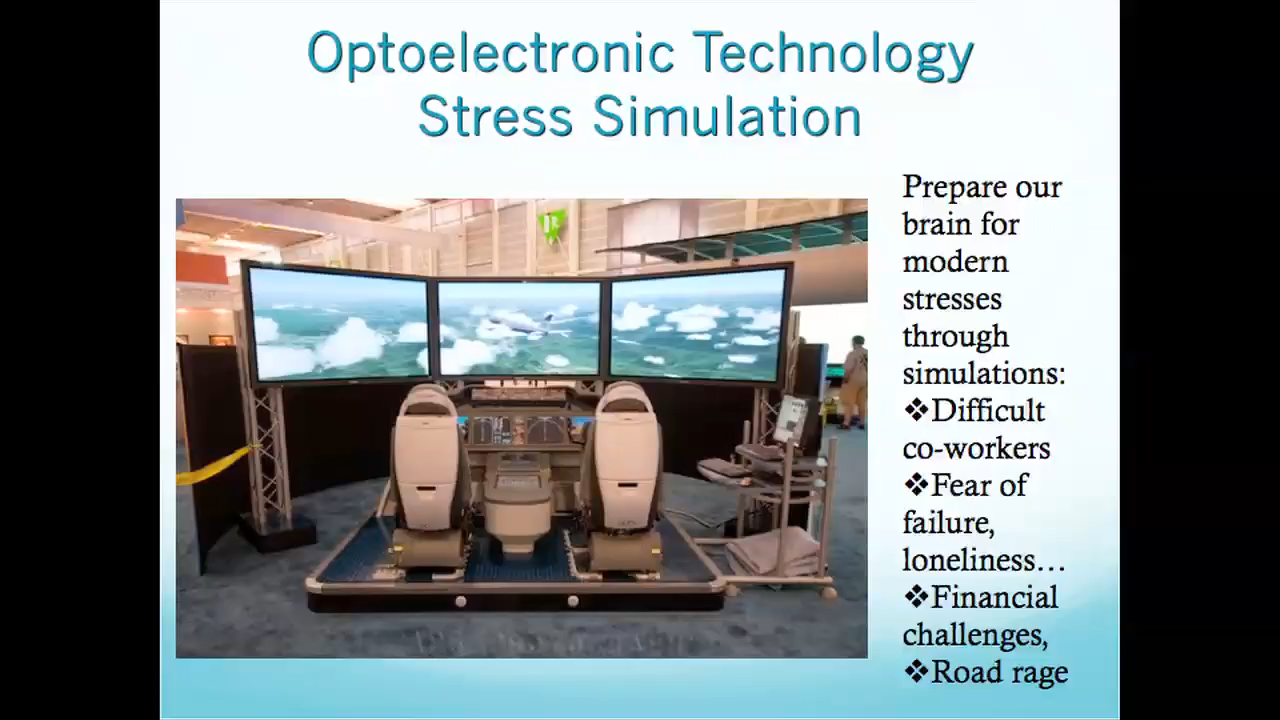 Optoelectronic Technology
Stress Simulation
Prepare our
brain for
modern
stresses
through
simulations:
❖Difficult
co-workers
❖Fear of
failure,
loneliness…
❖Financial
challenges,
❖Road rage